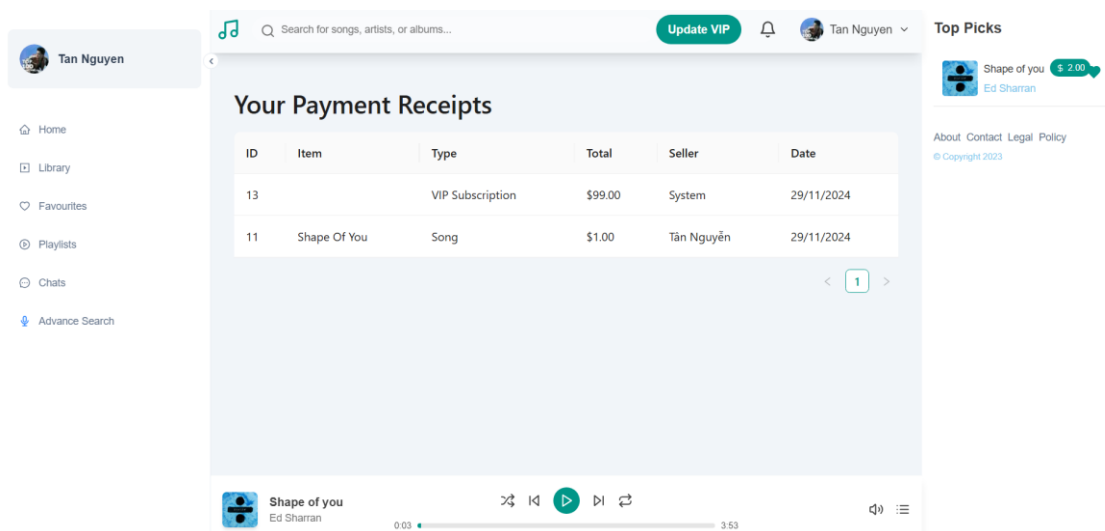 Tan Nguyen
Home
Library
Favourites
Playlists
Chats
Advance Search
Search for songs, artists, or albums...
Update VIP
Tan Nguyen
Your Payment Receipts
ID Item Type Total Seller Date
13 VIP Subscription $99.00 System 29/11/2024
11 Shape Of You Song $1.00 Tân Nguyễn 29/11/2024
1
Top Picks
Shape of you $ 2.00
Ed Sharran
About Contact Legal Policy
© Copyright 2023
Shape of you
Ed Sharran
0:03 3:53